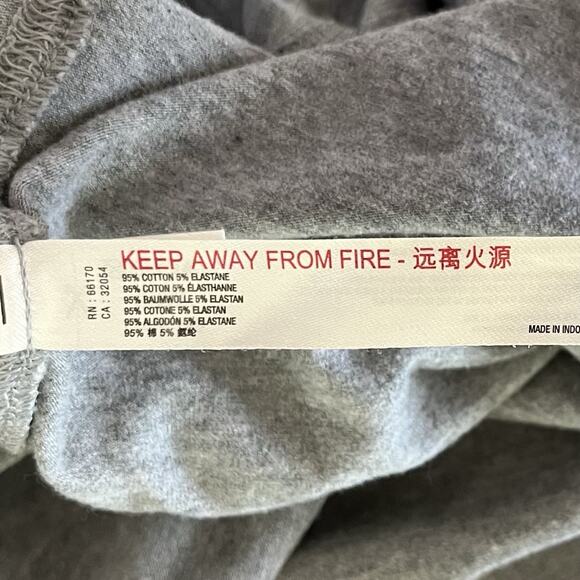 RN : 66170
CA : 32054
KEEP AWAY FROM FIRE - 远离火源
95% COTTON 5% ELASTANE
95% COTON 5% ÉLASTHANNE
95% BAUMWOLLE 5% ELASTAN
95% COTONE 5% ELASTAN
95% ALGODÓN 5% ELASTANE
95% 棉 5% 氨纶
MADE IN INDO